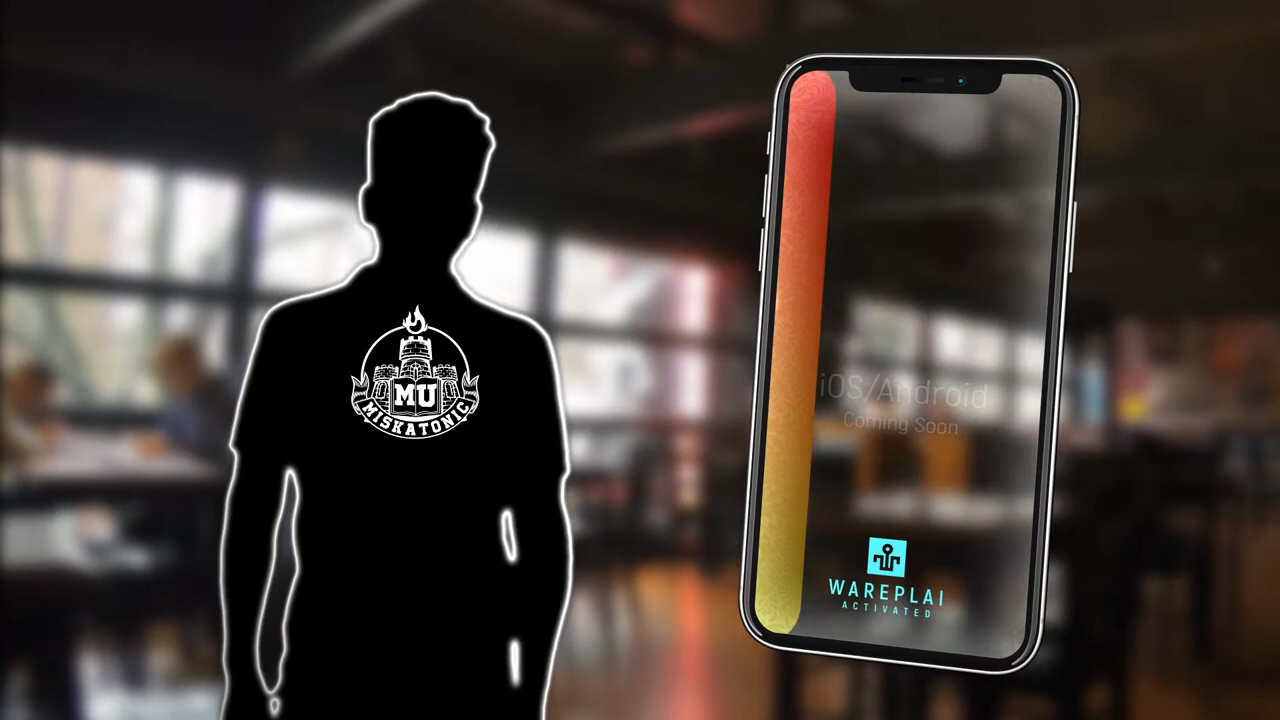 MU
MISKATONIC
iOS/Android
Coming Soon
WAREPLAI
ACTIVATED